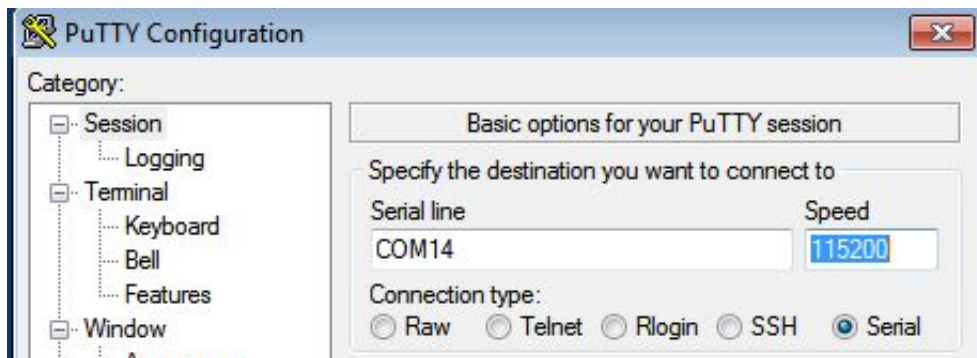 PuTTY Configuration
Category:
Session
Logging
Terminal
Keyboard
Bell
Features
Window
Basic options for your PuTTY session
Specify the destination you want to connect to
Serial line Speed
COM14 115200
Connection type:
Raw Telnet Rlogin SSH Serial